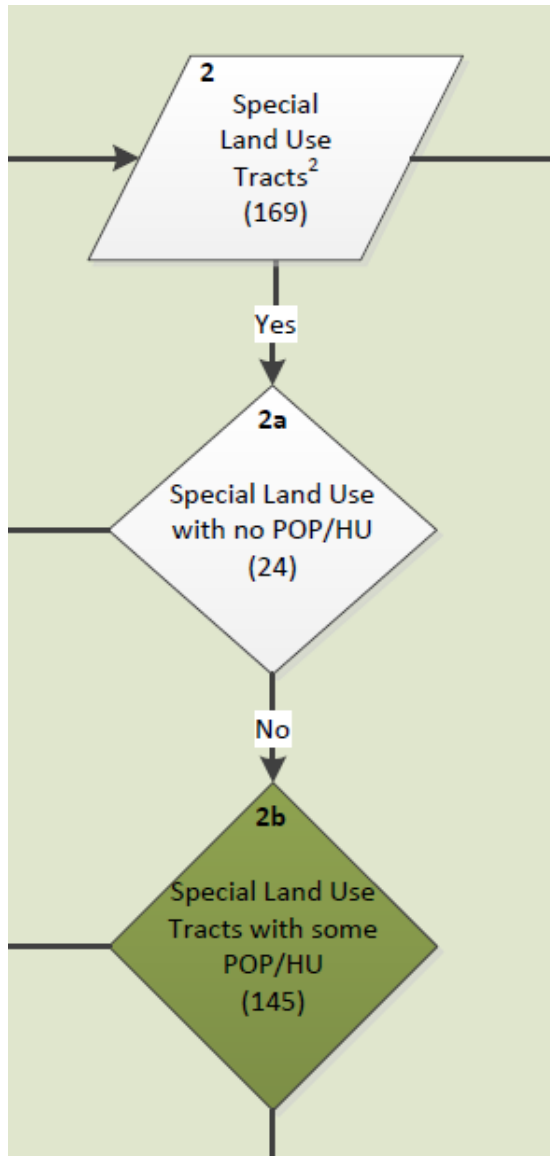 2
Special
Land Use
Tracts²
(169)
Yes
2a
Special Land Use
with no POP/HU
(24)
No
2b
Special Land Use
Tracts with some
POP/HU
(145)